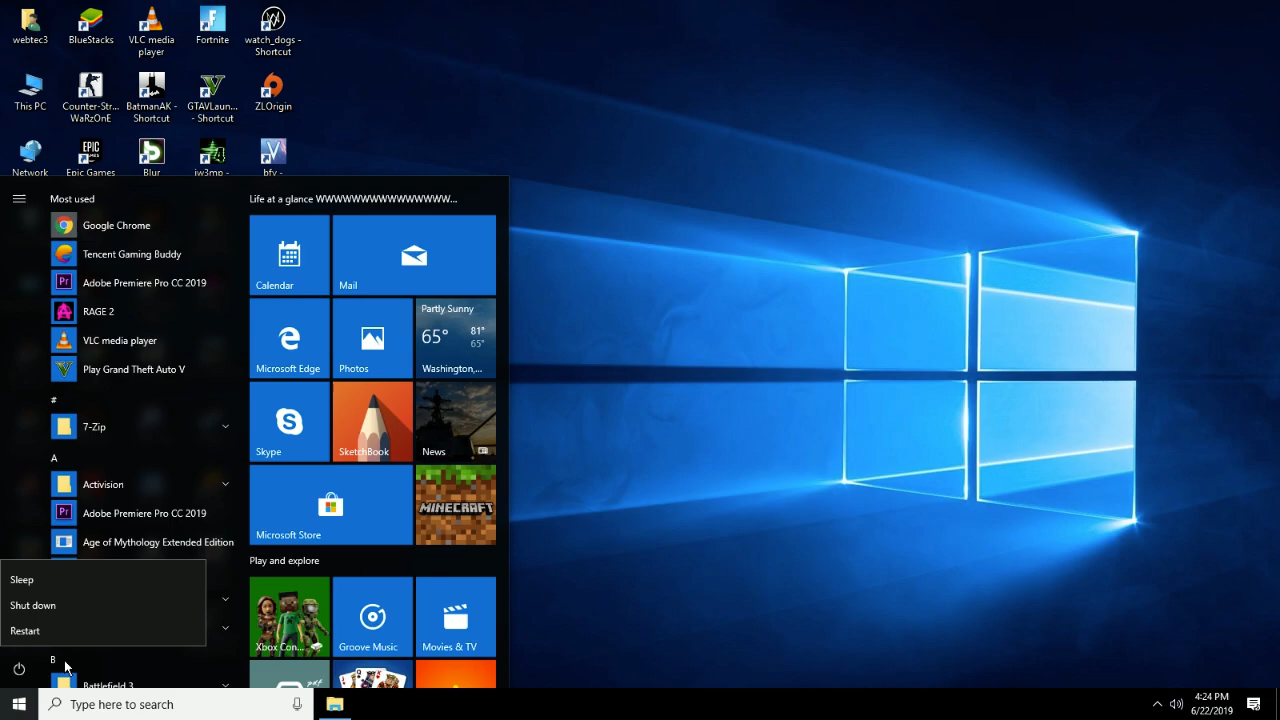 webtec3
BlueStacks
VLC media
player
Fortnite
watch_dogs -
Shortcut
This PC
Counter-Str...
WaRzOnE
BatmanAK -
Shortcut
GTAVLaun...
- Shortcut
ZLOrigin
Network
Epic Games
Blur
iw3mp -
bfv -
Most used
Google Chrome
Tencent Gaming Buddy
Adobe Premiere Pro CC 2019
RAGE 2
VLC media player
Play Grand Theft Auto V
#
7-Zip
A
Activision
Adobe Premiere Pro CC 2019
Age of Mythology Extended Edition
Sleep
Shut down
Restart
B
Battlefield 3
Life at a glance WWWWWWWWWWWWWWW...
Calendar
Mail
Microsoft Edge
Photos
Partly Sunny
65° 81°
65°
Washington,...
Skype
SketchBook
News
Microsoft Store
MINECRAFT
Play and explore
Xbox Con...
Groove Music
Movies & TV
pdf
Type here to search
4:24 PM
6/22/2019